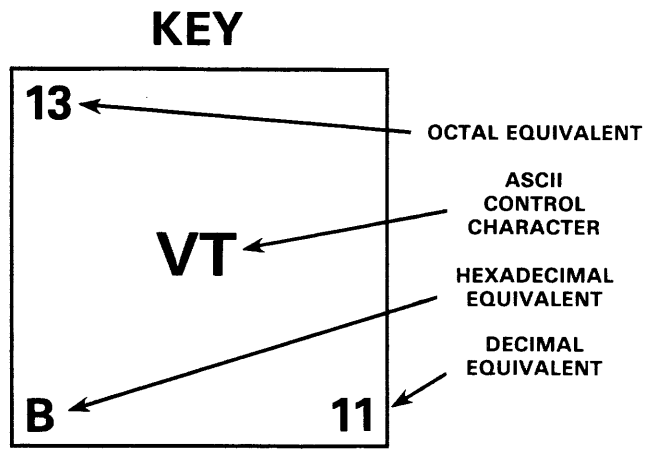 KEY
13
OCTAL EQUIVALENT
ASCII
CONTROL
CHARACTER
VT
HEXADECIMAL
EQUIVALENT
DECIMAL
EQUIVALENT
B
11